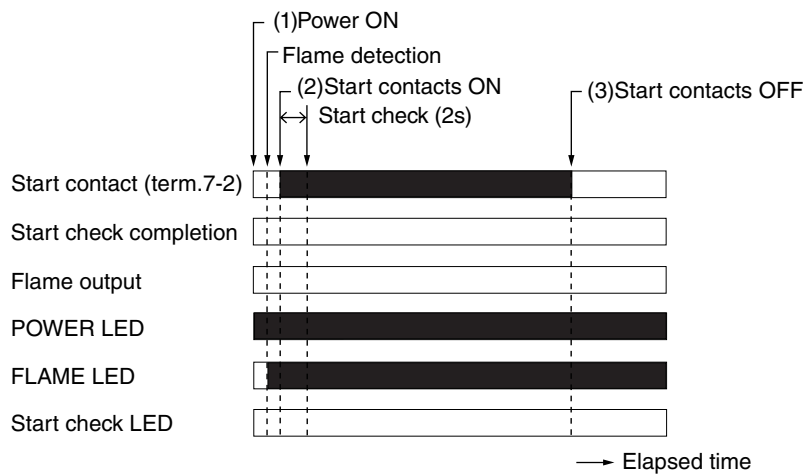 (1)Power ON
Flame detection
(2)Start contacts ON
(3)Start contacts OFF
Start check (2s)
Start contact (term.7-2)
Start check completion
Flame output
POWER LED
FLAME LED
Start check LED
Elapsed time